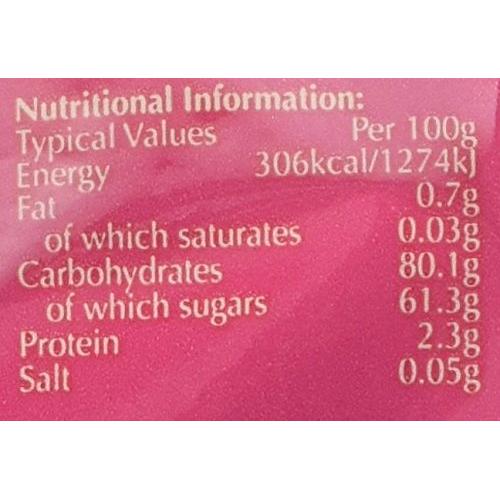 Nutritional Information:
Typical Values Per 100g
Energy 306kcal/1274kJ
Fat 0.7g
of which saturates 0.03g
Carbohydrates 80.1g
of which sugars 61.3g
Protein 2.3g
Salt 0.05g